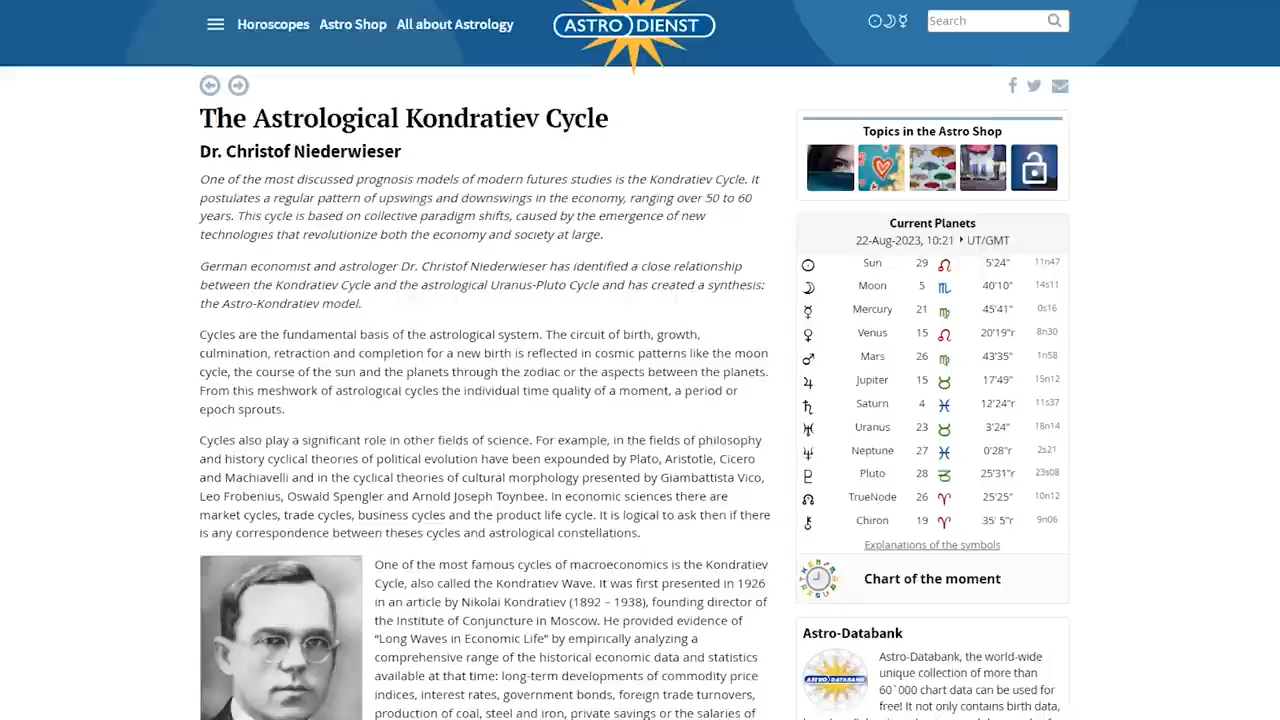 Horoscopes Astro Shop All about Astrology
ASTRO DIENST
Search
The Astrological Kondratiev Cycle
Dr. Christof Niederwieser
One of the most discussed prognosis models of modern futures studies is the Kondratiev Cycle. It
postulates a regular pattern of upswings and downswings in the economy, ranging over 50 to 60
years. This cycle is based on collective paradigm shifts, caused by the emergence of new
technologies that revolutionize both the economy and society at large.
German economist and astrologer Dr. Christof Niederwieser has identified a close relationship
between the Kondratiev Cycle and the astrological Uranus-Pluto Cycle and has created a synthesis:
the Astro-Kondratiev model.
Cycles are the fundamental basis of the astrological system. The circuit of birth, growth,
culmination, retraction and completion for a new birth is reflected in cosmic patterns like the moon
cycle, the course of the sun and the planets through the zodiac or the aspects between the planets.
From this meshwork of astrological cycles the individual time quality of a moment, a period or
epoch sprouts.
Cycles also play a significant role in other fields of science. For example, in the fields of philosophy
and history cyclical theories of political evolution have been expounded by Plato, Aristotle, Cicero
and Machiavelli and in the cyclical theories of cultural morphology presented by Giambattista Vico,
Leo Frobenius, Oswald Spengler and Arnold Joseph Toynbee. In economic sciences there are
market cycles, trade cycles, business cycles and the product life cycle. It is logical to ask then if there
is any correspondence between theses cycles and astrological constellations.
One of the most famous cycles of macroeconomics is the Kondratiev
Cycle, also called the Kondratiev Wave. It was first presented in 1926
in an article by Nikolai Kondratiev (1892 – 1938), founding director of
the Institute of Conjuncture in Moscow. He provided evidence of
“Long Waves in Economic Life” by empirically analyzing a
comprehensive range of the historical economic data and statistics
available at that time: long-term developments of commodity price
indices, interest rates, government bonds, foreign trade turnovers,
production of coal, steel and iron, private savings or the salaries of
Topics in the Astro Shop
Current Planets
22-Aug-2023, 10:21 UT/GMT
☉ Sun 29 ♌ 5'24" 11n47
☽ Moon 5 ♏ 40'10" 14s11
☿ Mercury 21 ♍ 45'41" 0s16
♀ Venus 15 ♌ 20'19"r 8n30
♂ Mars 26 ♍ 43'35" 1n58
♃ Jupiter 15 ♉ 17'49" 15n12
♄ Saturn 4 ♓ 12'24"r 11s37
♅ Uranus 23 ♉ 3'24" 18n14
♆ Neptune 27 ♓ 0'28"r 2s21
♇ Pluto 28 ♑ 25'31"r 23s08
☊ TrueNode 26 ♈ 25'25" 10n12
⚷ Chiron 19 ♈ 35' 5"r 9n06
Explanations of the symbols
Chart of the moment
Astro-Databank
ASTRO DATABANK
Astro-Databank, the world-wide
unique collection of more than
60`000 chart data can be used for
free! It not only contains birth data,